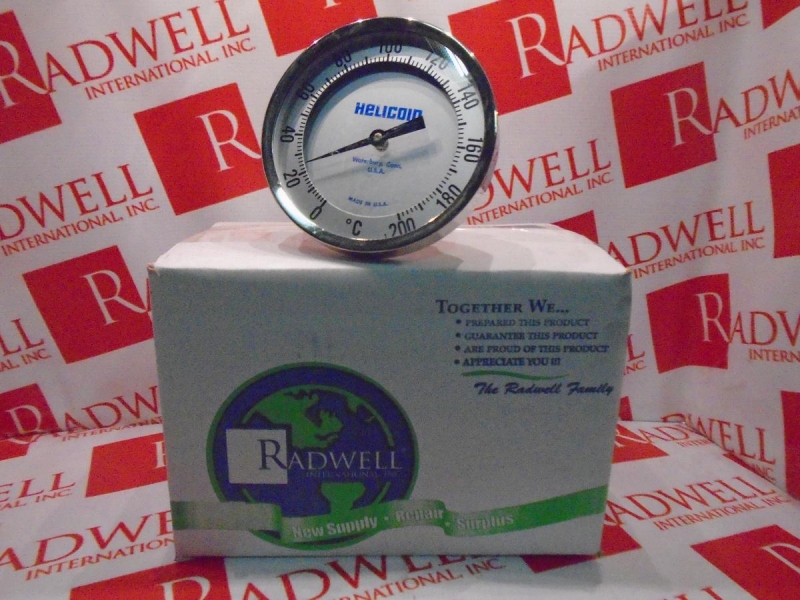 RADWELL
INTERNATIONAL INC.
0
20
40
60
80
100
120
140
160
180
200
°C
HELICOID
U.S.A.
MADE IN U.S.A.
TOGETHER WE...
• PREPARED THIS PRODUCT
• GUARANTEE THIS PRODUCT
• ARE PROUD OF THIS PRODUCT
• APPRECIATE YOU !!!
The Radwell Family
RADWELL
INTERNATIONAL, INC.
New Supply • Repair • Surplus